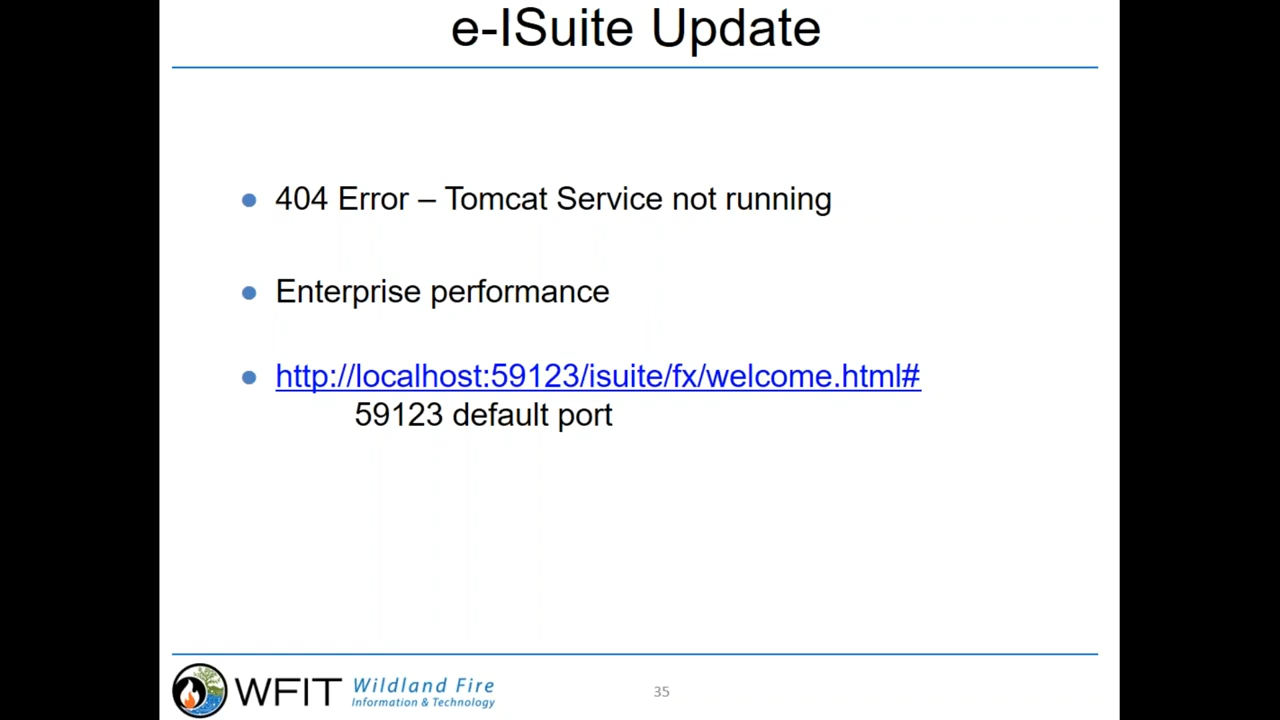 e-ISuite Update
404 Error – Tomcat Service not running
Enterprise performance
http://localhost:59123/isuite/fx/welcome.html#
59123 default port
WFIT Wildland Fire
Information & Technology
35